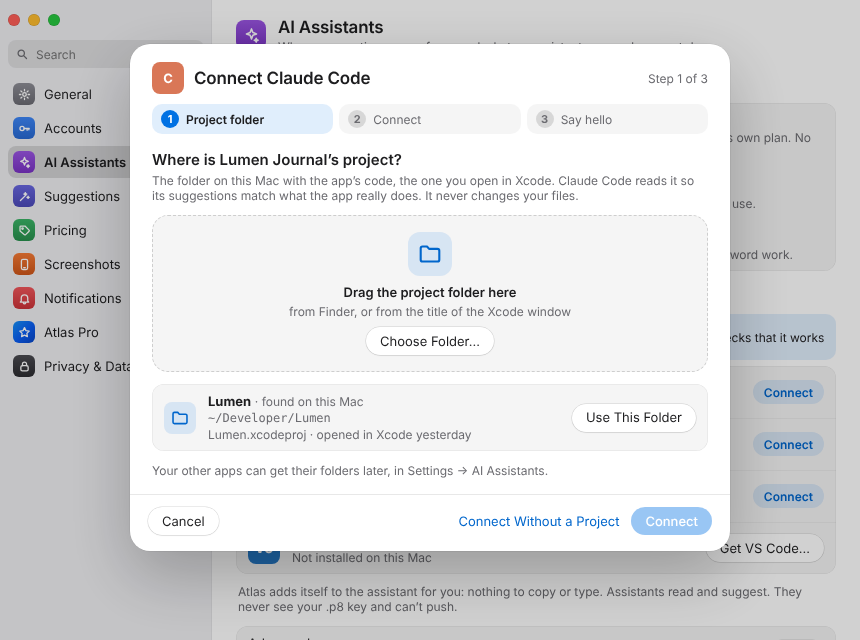 AI Assistants
Search
General
Accounts
AI Assistants
Suggestions
Pricing
Screenshots
Notifications
Atlas Pro
Privacy & Data
C
Connect Claude Code
Step 1 of 3
1 Project folder
2 Connect
3 Say hello
Where is Lumen Journal’s project?
The folder on this Mac with the app’s code, the one you open in Xcode. Claude Code reads it so
its suggestions match what the app really does. It never changes your files.
Drag the project folder here
from Finder, or from the title of the Xcode window
Choose Folder...
Lumen · found on this Mac
~/Developer/Lumen
Lumen.xcodeproj · opened in Xcode yesterday
Use This Folder
Your other apps can get their folders later, in Settings → AI Assistants.
Cancel
Connect Without a Project
Connect
own plan. No
use.
word work.
that it works
Connect
Connect
Connect
Get VS Code...
Not installed on this Mac
Atlas adds itself to the assistant for you: nothing to copy or type. Assistants read and suggest. They
never see your .p8 key and can’t push.